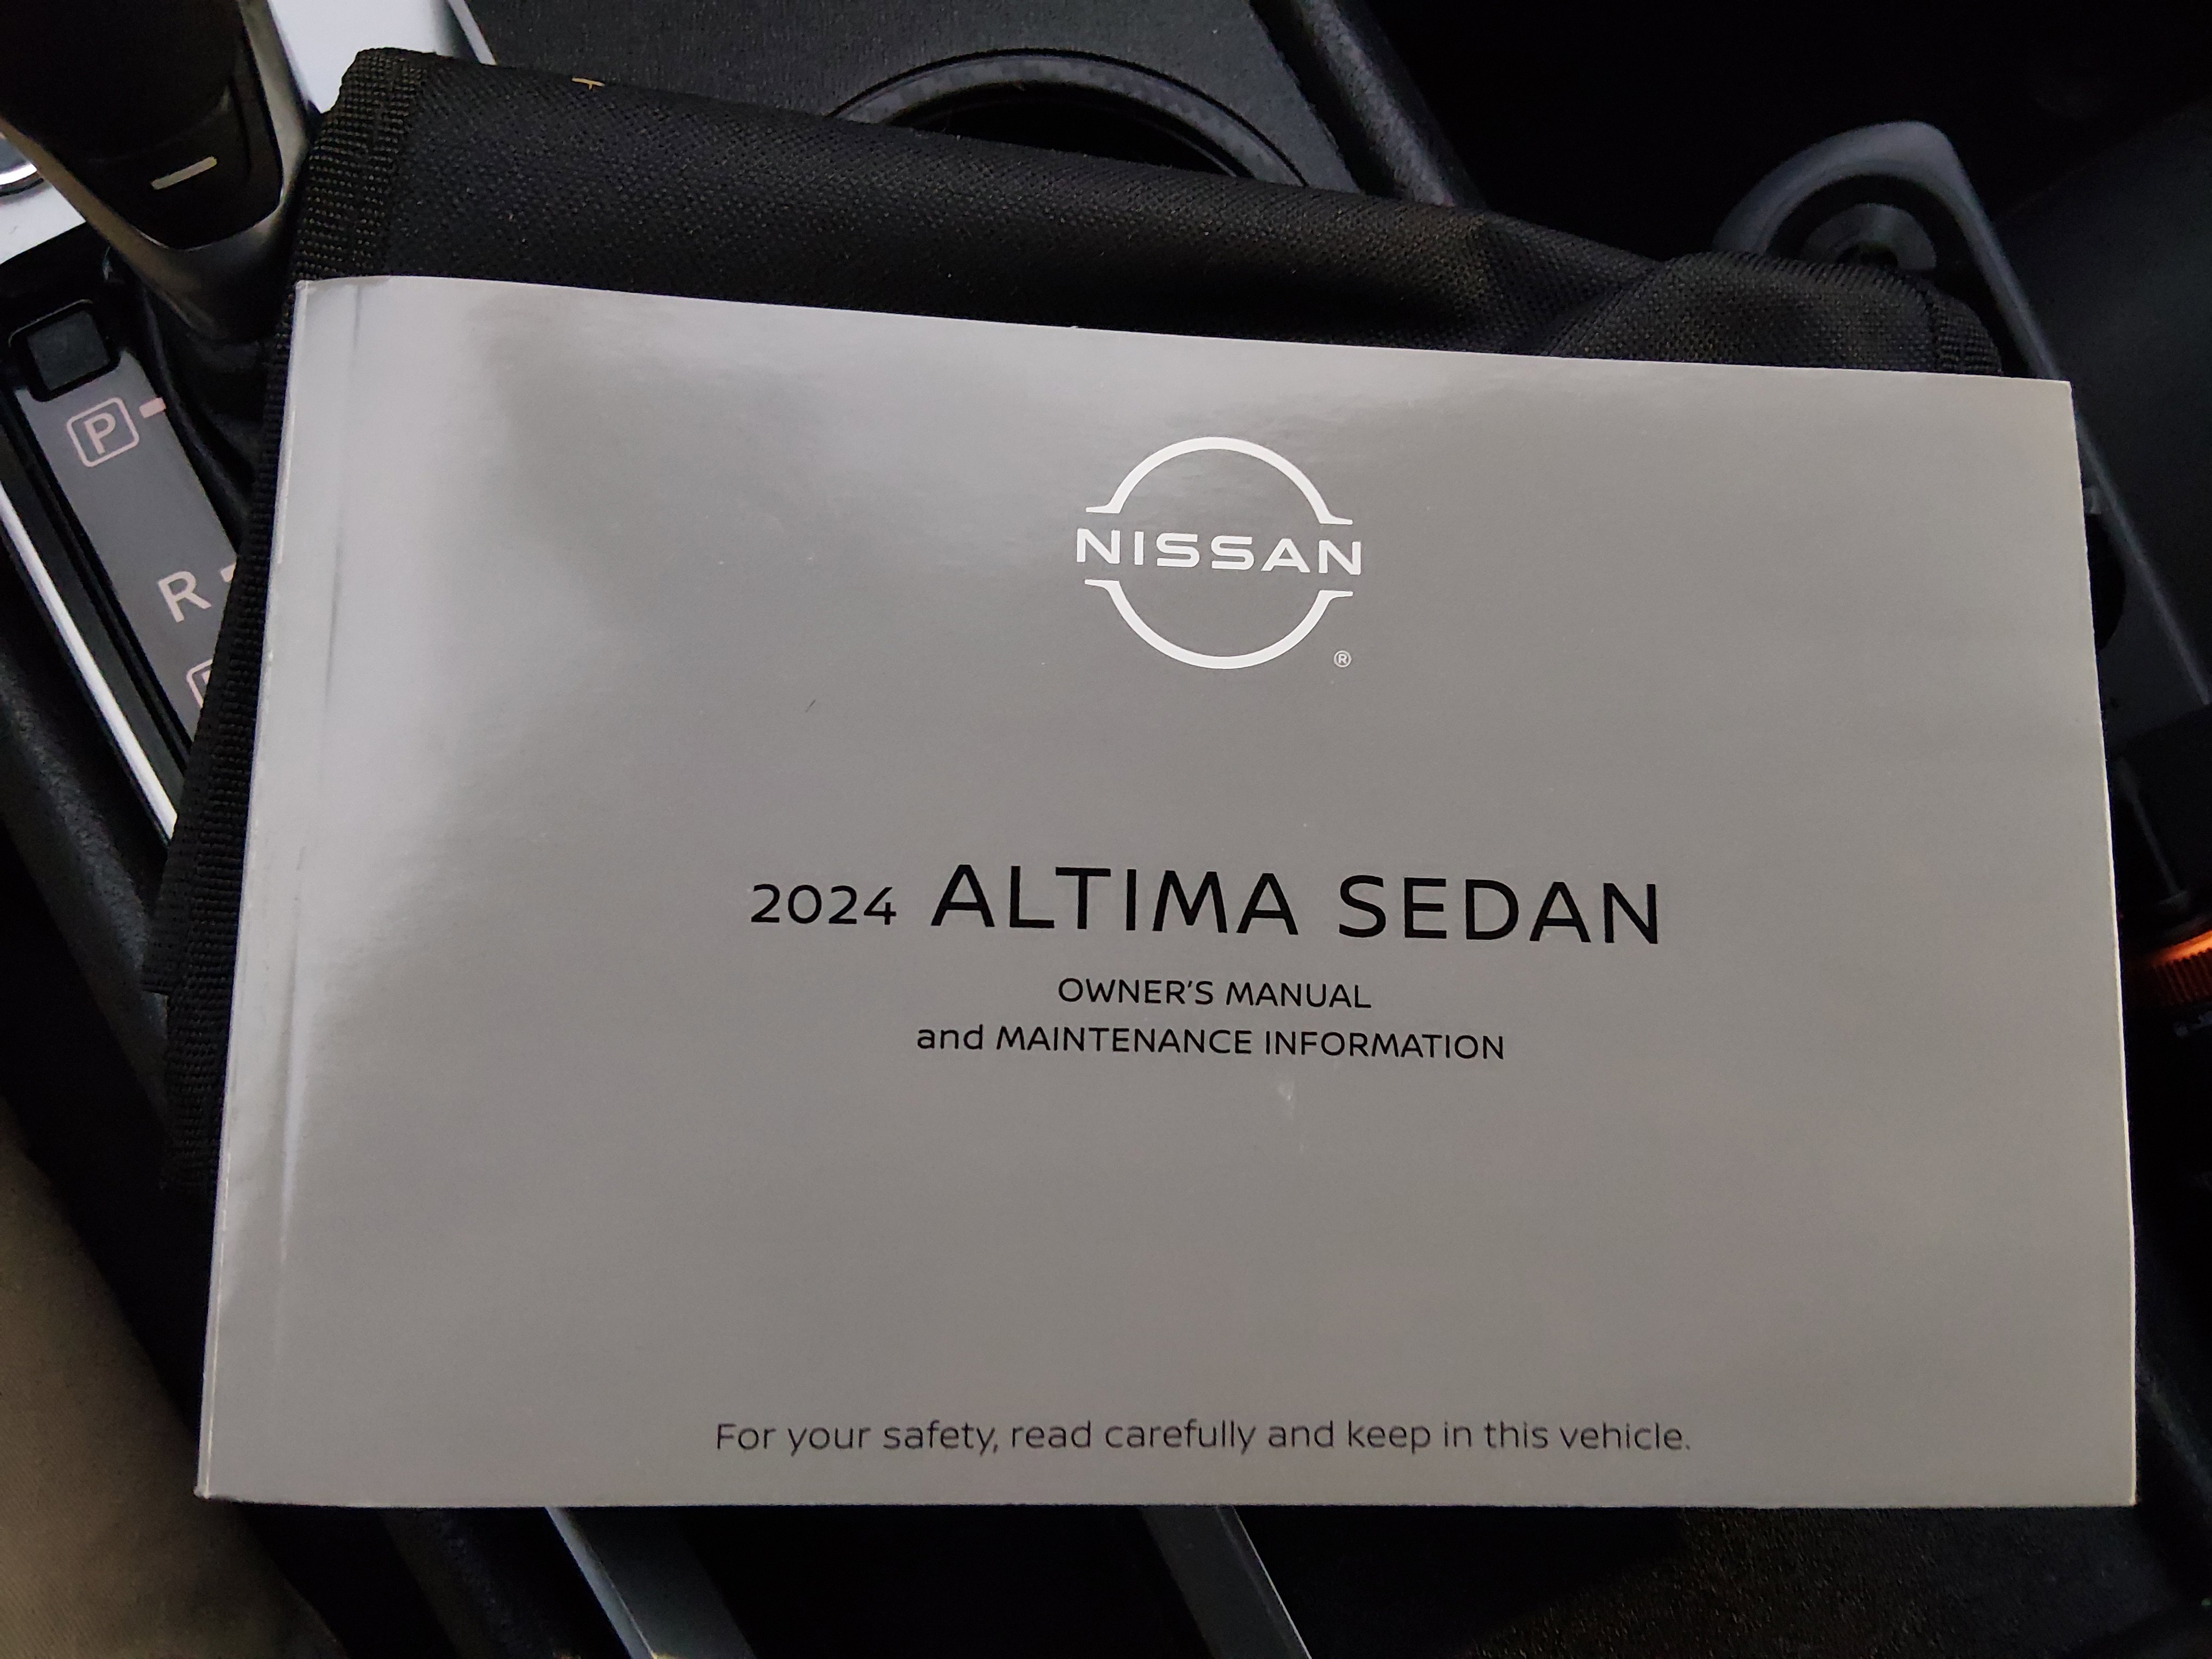 P
R
NISSAN
®
2024 ALTIMA SEDAN
OWNER'S MANUAL
and MAINTENANCE INFORMATION
For your safety, read carefully and keep in this vehicle.